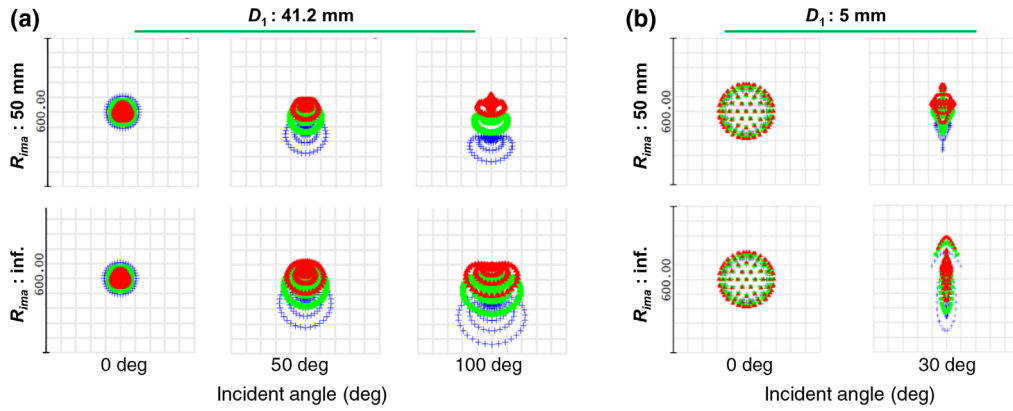 (a)
D1 : 41.2 mm
Rima : 50 mm
600.00
Rima : inf.
600.00
0 deg
50 deg
100 deg
Incident angle (deg)
(b)
D1 : 5 mm
Rima : 50 mm
600.00
Rima : inf.
600.00
0 deg
30 deg
Incident angle (deg)